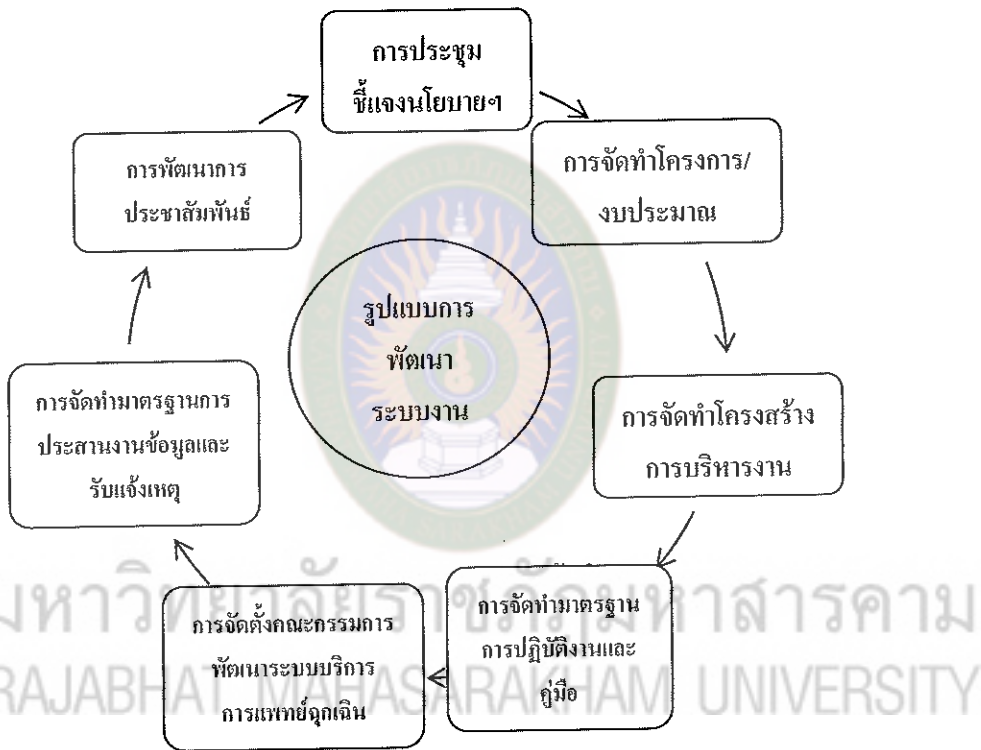 การประชุม
ชี้แจงนโยบายฯ
การจัดทำโครงการ/
งบประมาณ
การจัดทำโครงสร้าง
การบริหารงาน
การจัดทำมาตรฐาน
การปฏิบัติงานและ
คู่มือ
การจัดตั้งคณะกรรมการ
พัฒนาระบบบริการ
การแพทย์ฉุกเฉิน
การจัดทำมาตรฐานการ
ประสานงานข้อมูลและ
รับแจ้งเหตุ
การพัฒนาการ
ประชาสัมพันธ์
รูปแบบการ
พัฒนา
ระบบงาน
มหาวิทยาลัยราชภัฏมหาสารคาม
RAJABHAT MAHASARAKHAM UNIVERSITY